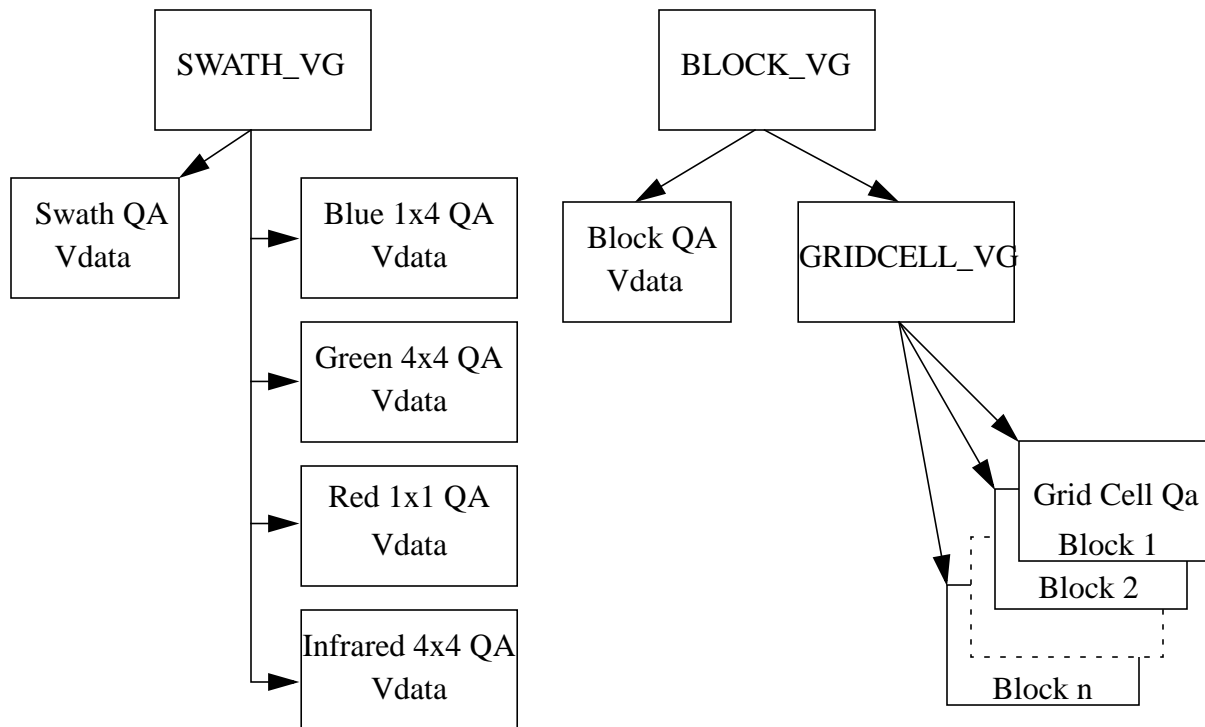 SWATH_VG
Swath QA
Vdata
Blue 1x4 QA
Vdata
Green 4x4 QA
Vdata
Red 1x1 QA
Vdata
Infrared 4x4 QA
Vdata
BLOCK_VG
Block QA
Vdata
GRIDCELL_VG
Grid Cell Qa
Block 1
Block 2
Block n